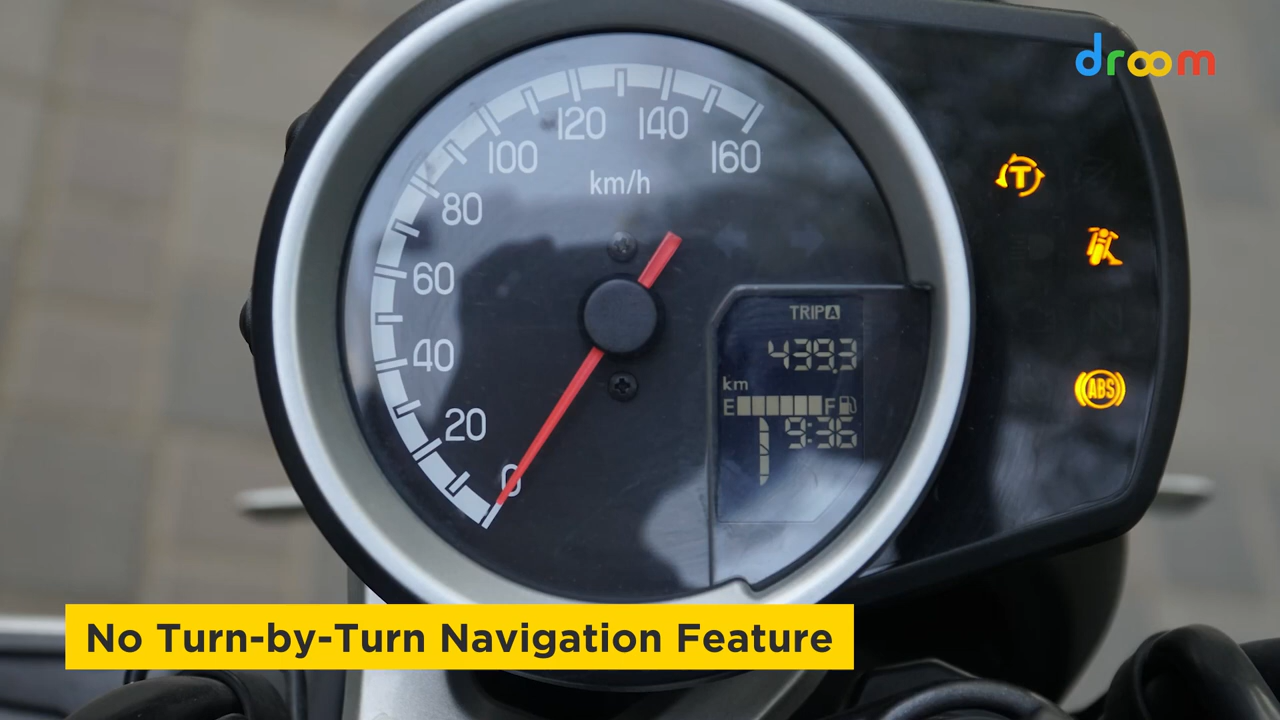 droom
120 140
100 160
km/h
80
60
40
20
0
T
ABS
TRIP A
439.3
km
E F
19:36
No Turn-by-Turn Navigation Feature